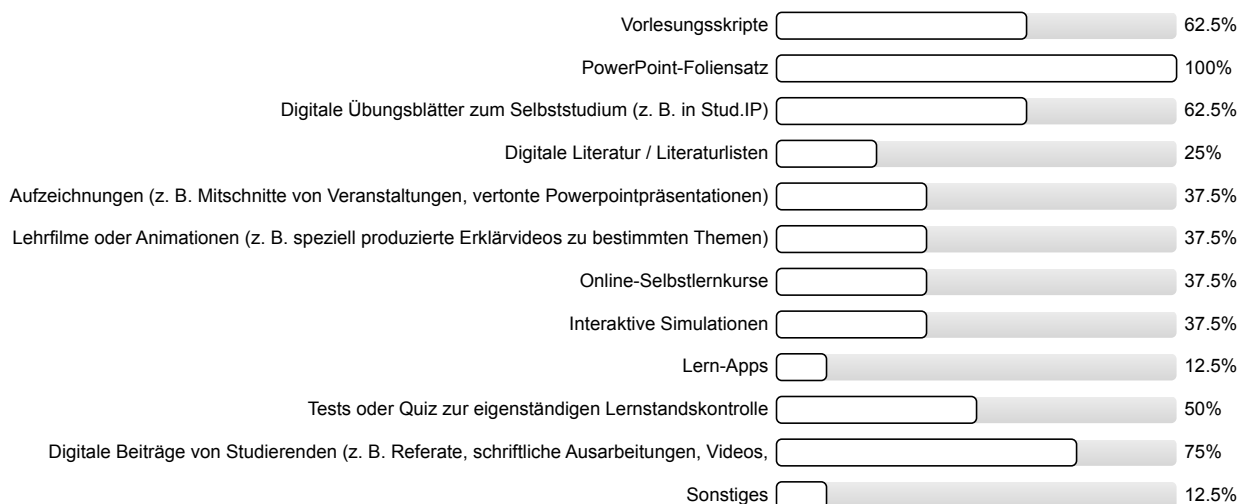 Vorlesungsskripte 62.5%
PowerPoint-Foliensatz 100%
Digitale Übungsblätter zum Selbststudium (z. B. in Stud.IP) 62.5%
Digitale Literatur / Literaturlisten 25%
Aufzeichnungen (z. B. Mitschnitte von Veranstaltungen, vertonte Powerpointpräsentationen) 37.5%
Lehrfilme oder Animationen (z. B. speziell produzierte Erklärvideos zu bestimmten Themen) 37.5%
Online-Selbstlernkurse 37.5%
Interaktive Simulationen 37.5%
Lern-Apps 12.5%
Tests oder Quiz zur eigenständigen Lernstandskontrolle 50%
Digitale Beiträge von Studierenden (z. B. Referate, schriftliche Ausarbeitungen, Videos, 75%
Sonstiges 12.5%